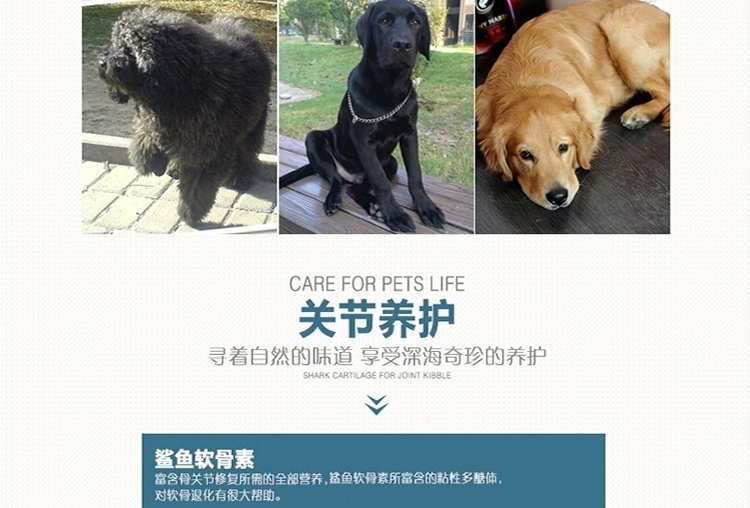 CARE FOR PETS LIFE
关节养护
寻着自然的味道 享受深海奇珍的养护
SHARK CARTILAGE FOR JOINT KIBBLE
鲨鱼软骨素
富含骨关节修复所需的全部营养,鲨鱼软骨素所富含的粘性多醣体,
对软骨退化有很大帮助。